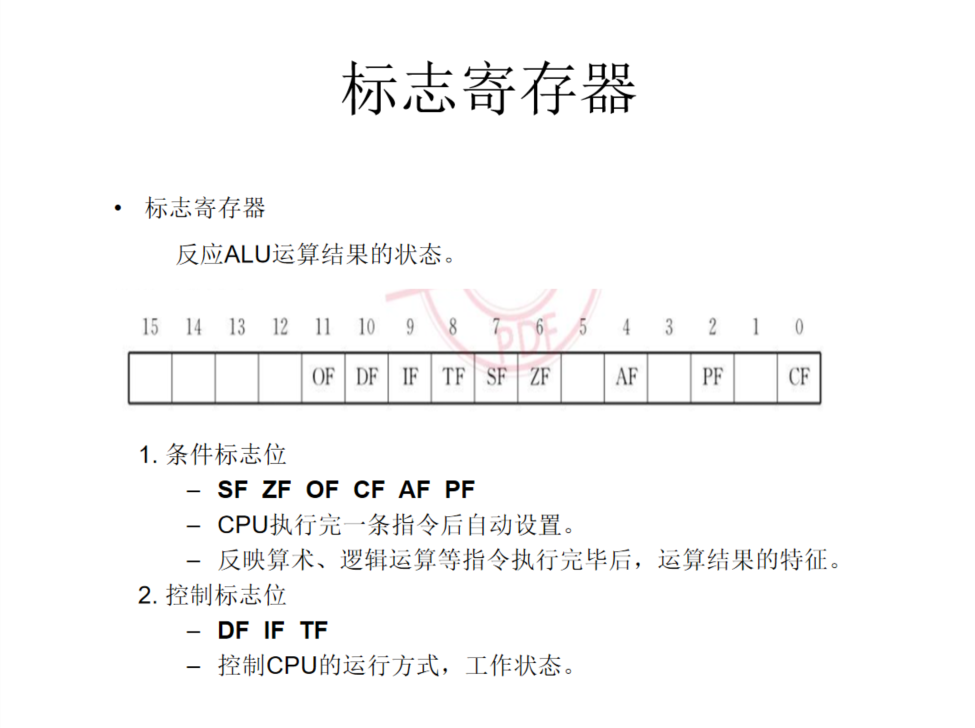 标志寄存器
• 标志寄存器
反应ALU运算结果的状态。
15 14 13 12 11 10 9 8 7 6 5 4 3 2 1 0
OF DF IF TF SF ZF AF PF CF
PDF
1. 条件标志位
– SF ZF OF CF AF PF
– CPU执行完一条指令后自动设置。
– 反映算术、逻辑运算等指令执行完毕后，运算结果的特征。
2. 控制标志位
– DF IF TF
– 控制CPU的运行方式，工作状态。